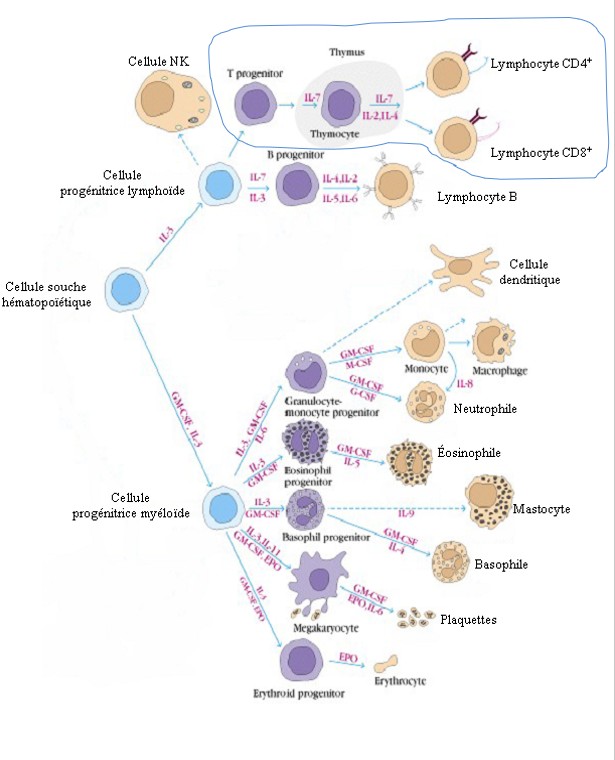 Thymus
Cellule NK
T progenitor
Lymphocyte CD4+
IL-7
IL-7
IL-2,IL-4
Thymocyte
Lymphocyte CD8+
B progenitor
Cellule
progénitrice lymphoïde
IL-7
IL-3
IL-4,IL-2
IL-5,IL-6
Lymphocyte B
IL-3
Cellule souche
hématopoïétique
Cellule
dendritique
GM-CSF
M-CSF
Monocyte
Macrophage
GM-CSF
G-CSF
IL-8
Granulocyte-
monocyte progenitor
Neutrophile
GM-CSF, IL-3
IL-3, GM-CSF
IL-6
IL-3
GM-CSF
GM-CSF
IL-5
Éosinophile
Eosinophil
progenitor
Cellule
progénitrice myéloïde
IL-3
GM-CSF
IL-9
Mastocyte
Basophil progenitor
GM-CSF
IL-4
Basophile
IL-3,IL-11
GM-CSF,EPO
GM-CSF
EPO,IL-6
Plaquettes
Megakaryocyte
IL-3
GM-CSF,EPO
EPO
Erythrocyte
Erythroid progenitor